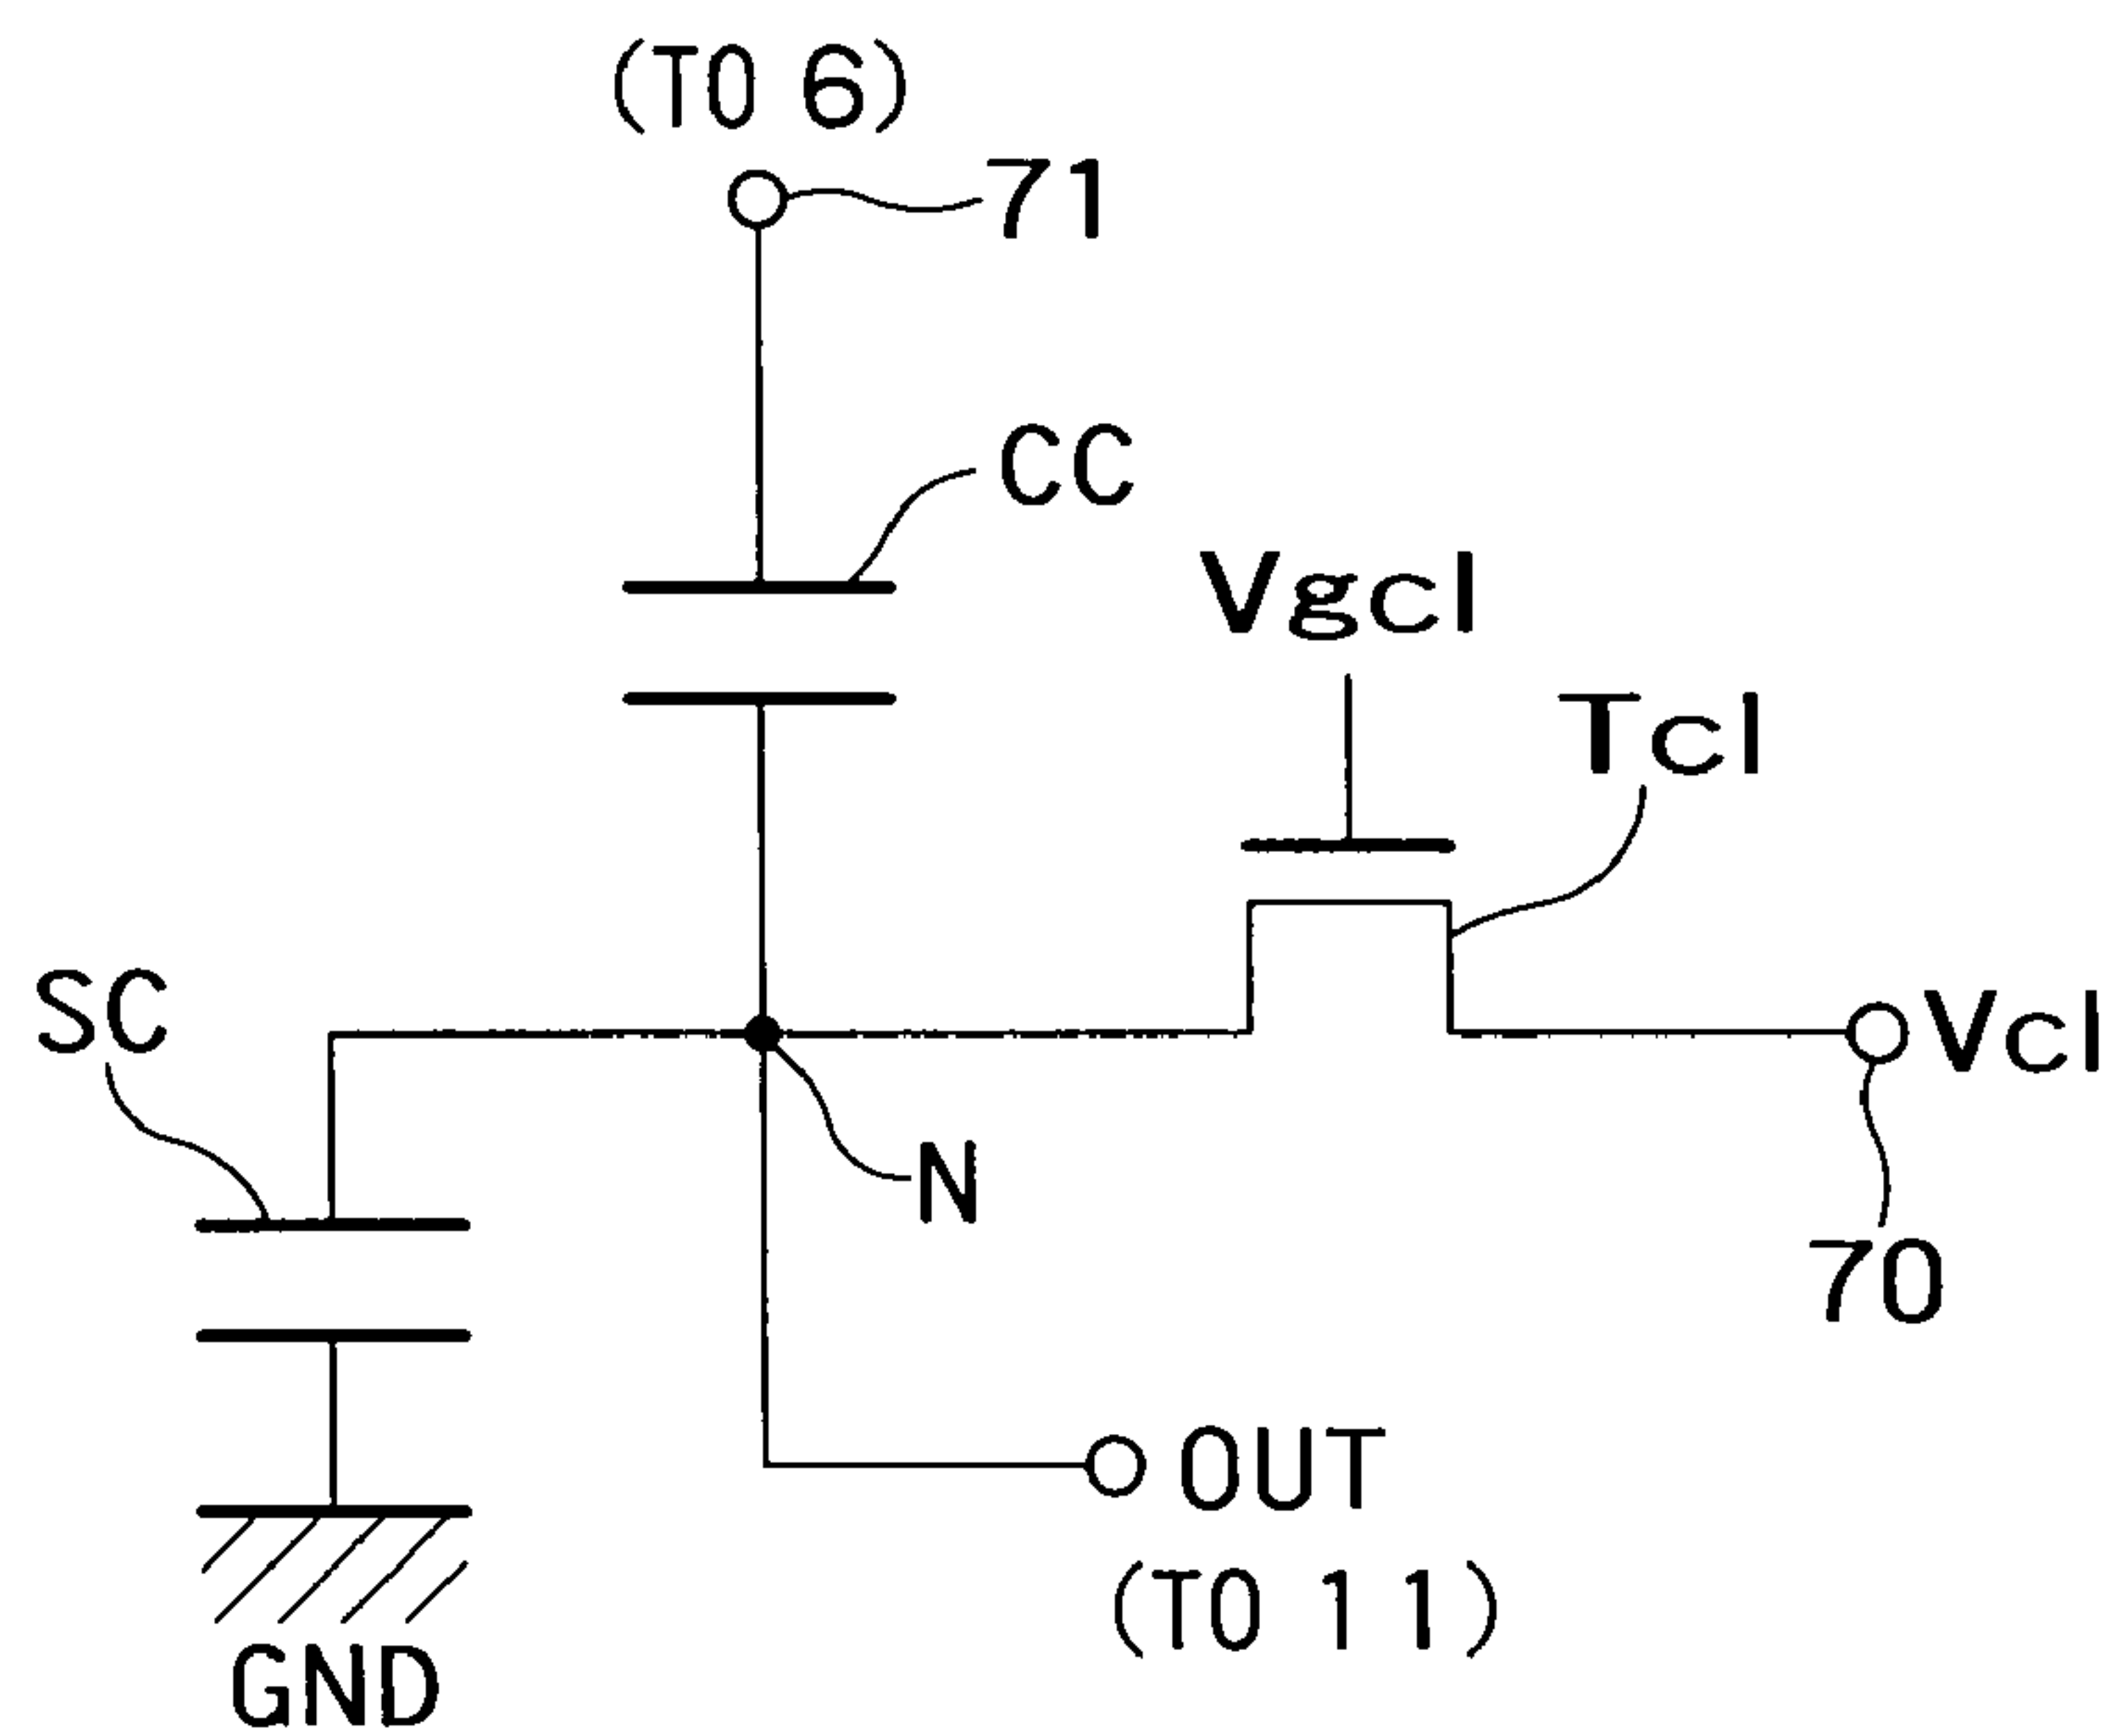 (TO 6)
71
CC
Vgcl
Tcl
SC
Vcl
N
70
OUT
(TO 11)
GND